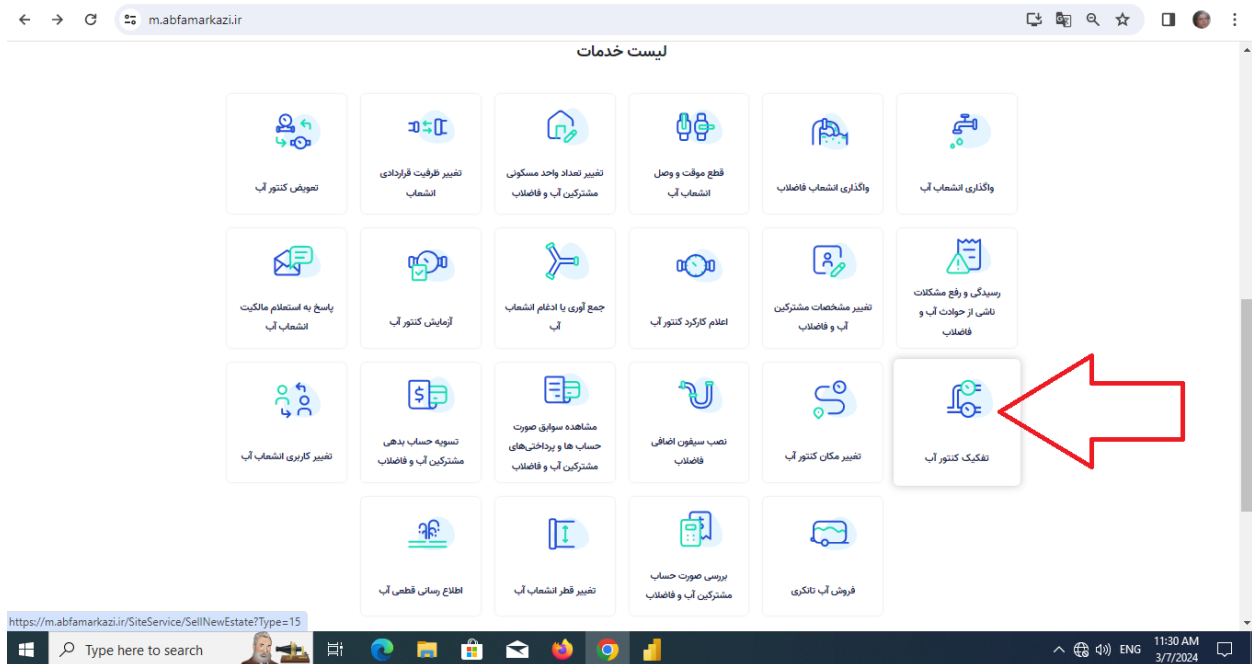 m.abfamarkazi.ir
لیست خدمات
واگذاری انشعاب آب
واگذاری انشعاب فاضلاب
قطع موقت و وصل
انشعاب آب
تغییر تعداد واحد مسکونی
مشترکین آب و فاضلاب
تغییر ظرفیت قراردادی
انشعاب
تعویض کنتور آب
رسیدگی و رفع مشکلات
ناشی از حوادث آب و
فاضلاب
تغییر مشخصات مشترکین
آب و فاضلاب
اعلام کارکرد کنتور آب
جمع آوری یا ادغام انشعاب
آب
آزمایش کنتور آب
پاسخ به استعلام مالکیت
انشعاب آب
تفکیک کنتور آب
تغییر مکان کنتور آب
نصب سیفون اضافی
فاضلاب
مشاهده سوابق صورت
حساب ها و پرداختی‌های
مشترکین آب و فاضلاب
تسویه حساب بدهی
مشترکین آب و فاضلاب
تغییر کاربری انشعاب آب
فروش آب تانکری
بررسی صورت حساب
مشترکین آب و فاضلاب
تغییر قطر انشعاب آب
اطلاع رسانی قطعی آب
https://m.abfamarkazi.ir/SiteService/SellNewEstate?Type=15
Type here to search
ENG
11:30 AM
3/7/2024